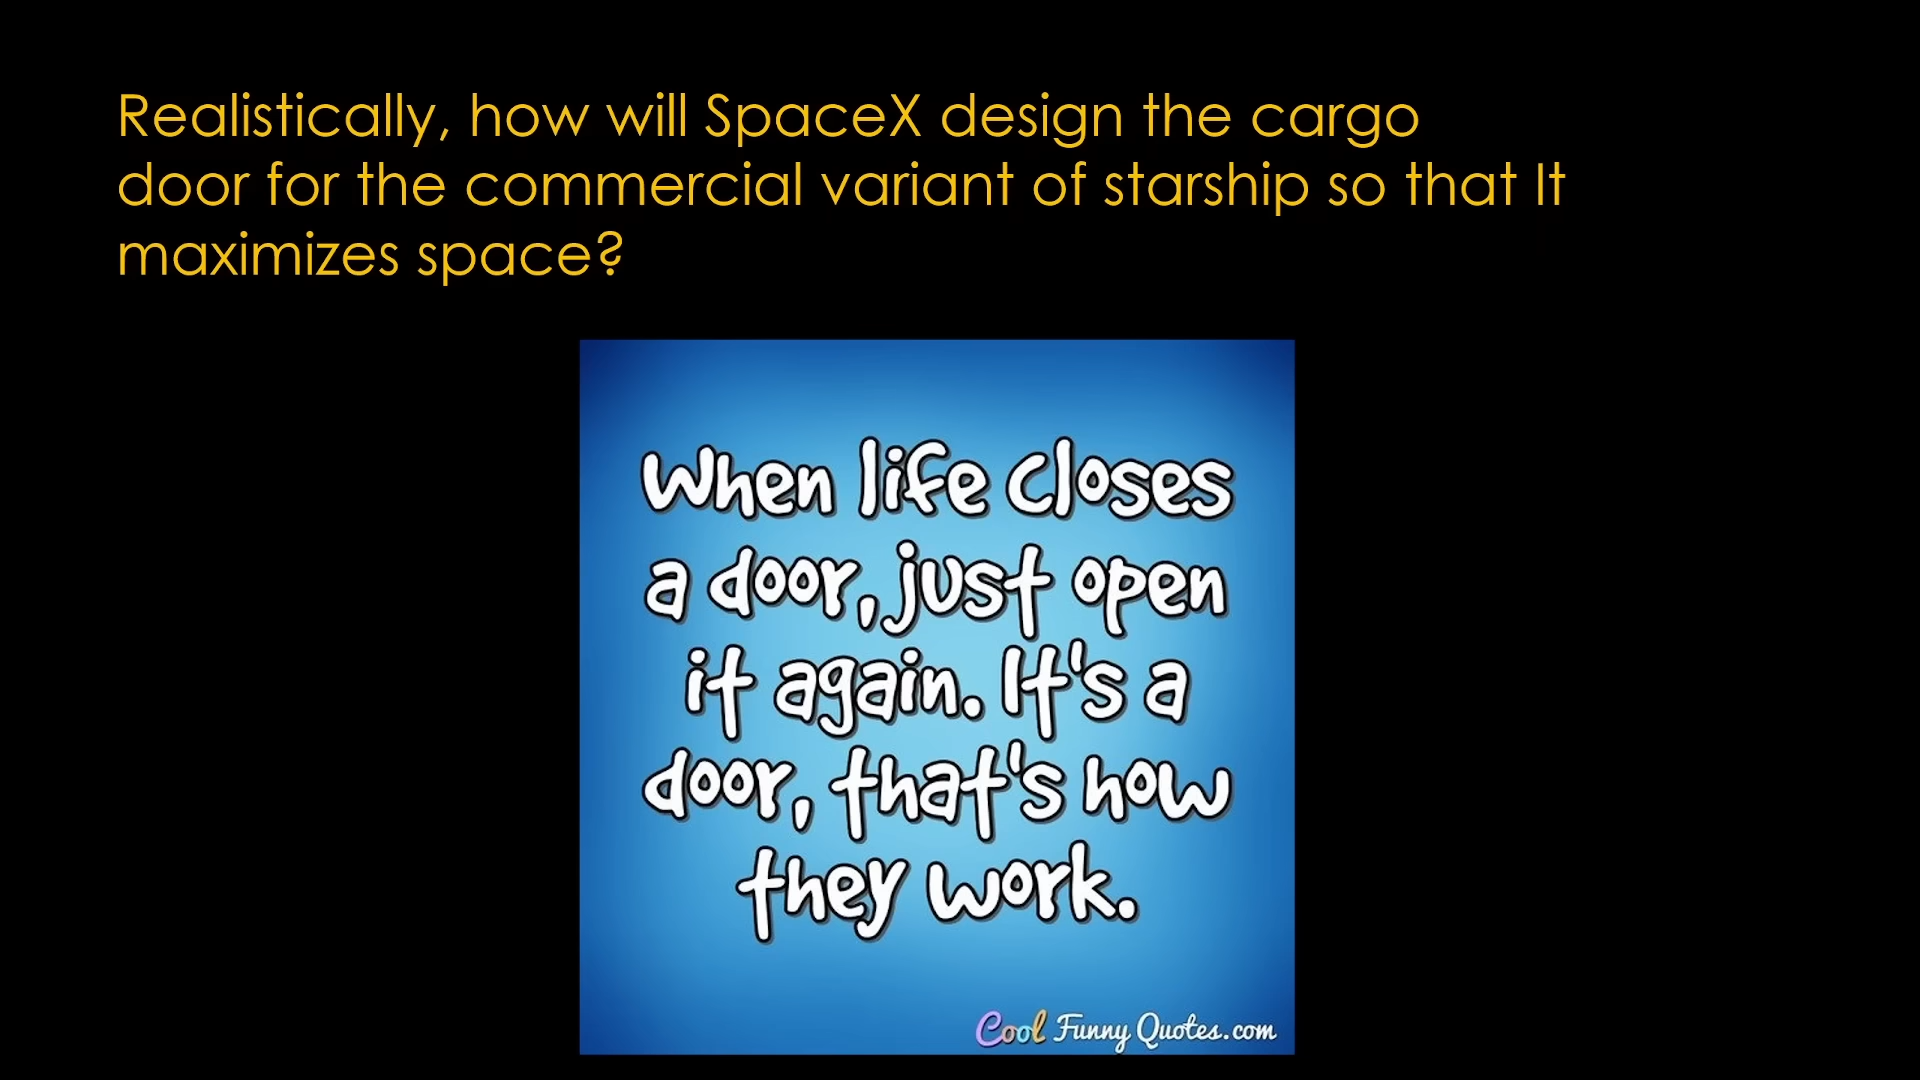 Realistically, how will SpaceX design the cargo
door for the commercial variant of starship so that It
maximizes space?
When life closes
a door, just open
it again. It's a
door, that's how
they work.
Cool Funny Quotes.com